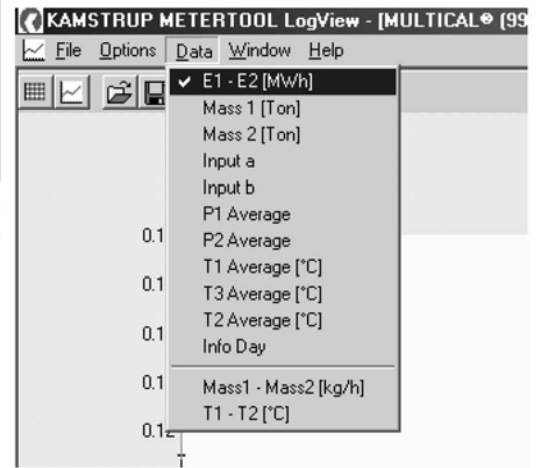 KAMSTRUP METERTOOL LogView - [MULTICAL® (99
File Options Data Window Help
E1 - E2 [MWh]
Mass 1 [Ton]
Mass 2 [Ton]
Input a
Input b
P1 Average
P2 Average
T1 Average [°C]
T3 Average [°C]
T2 Average [°C]
Info Day
Mass1 - Mass2 [kg/h]
T1 - T2 [°C]
0.1
0.1
0.1
0.1
0.12